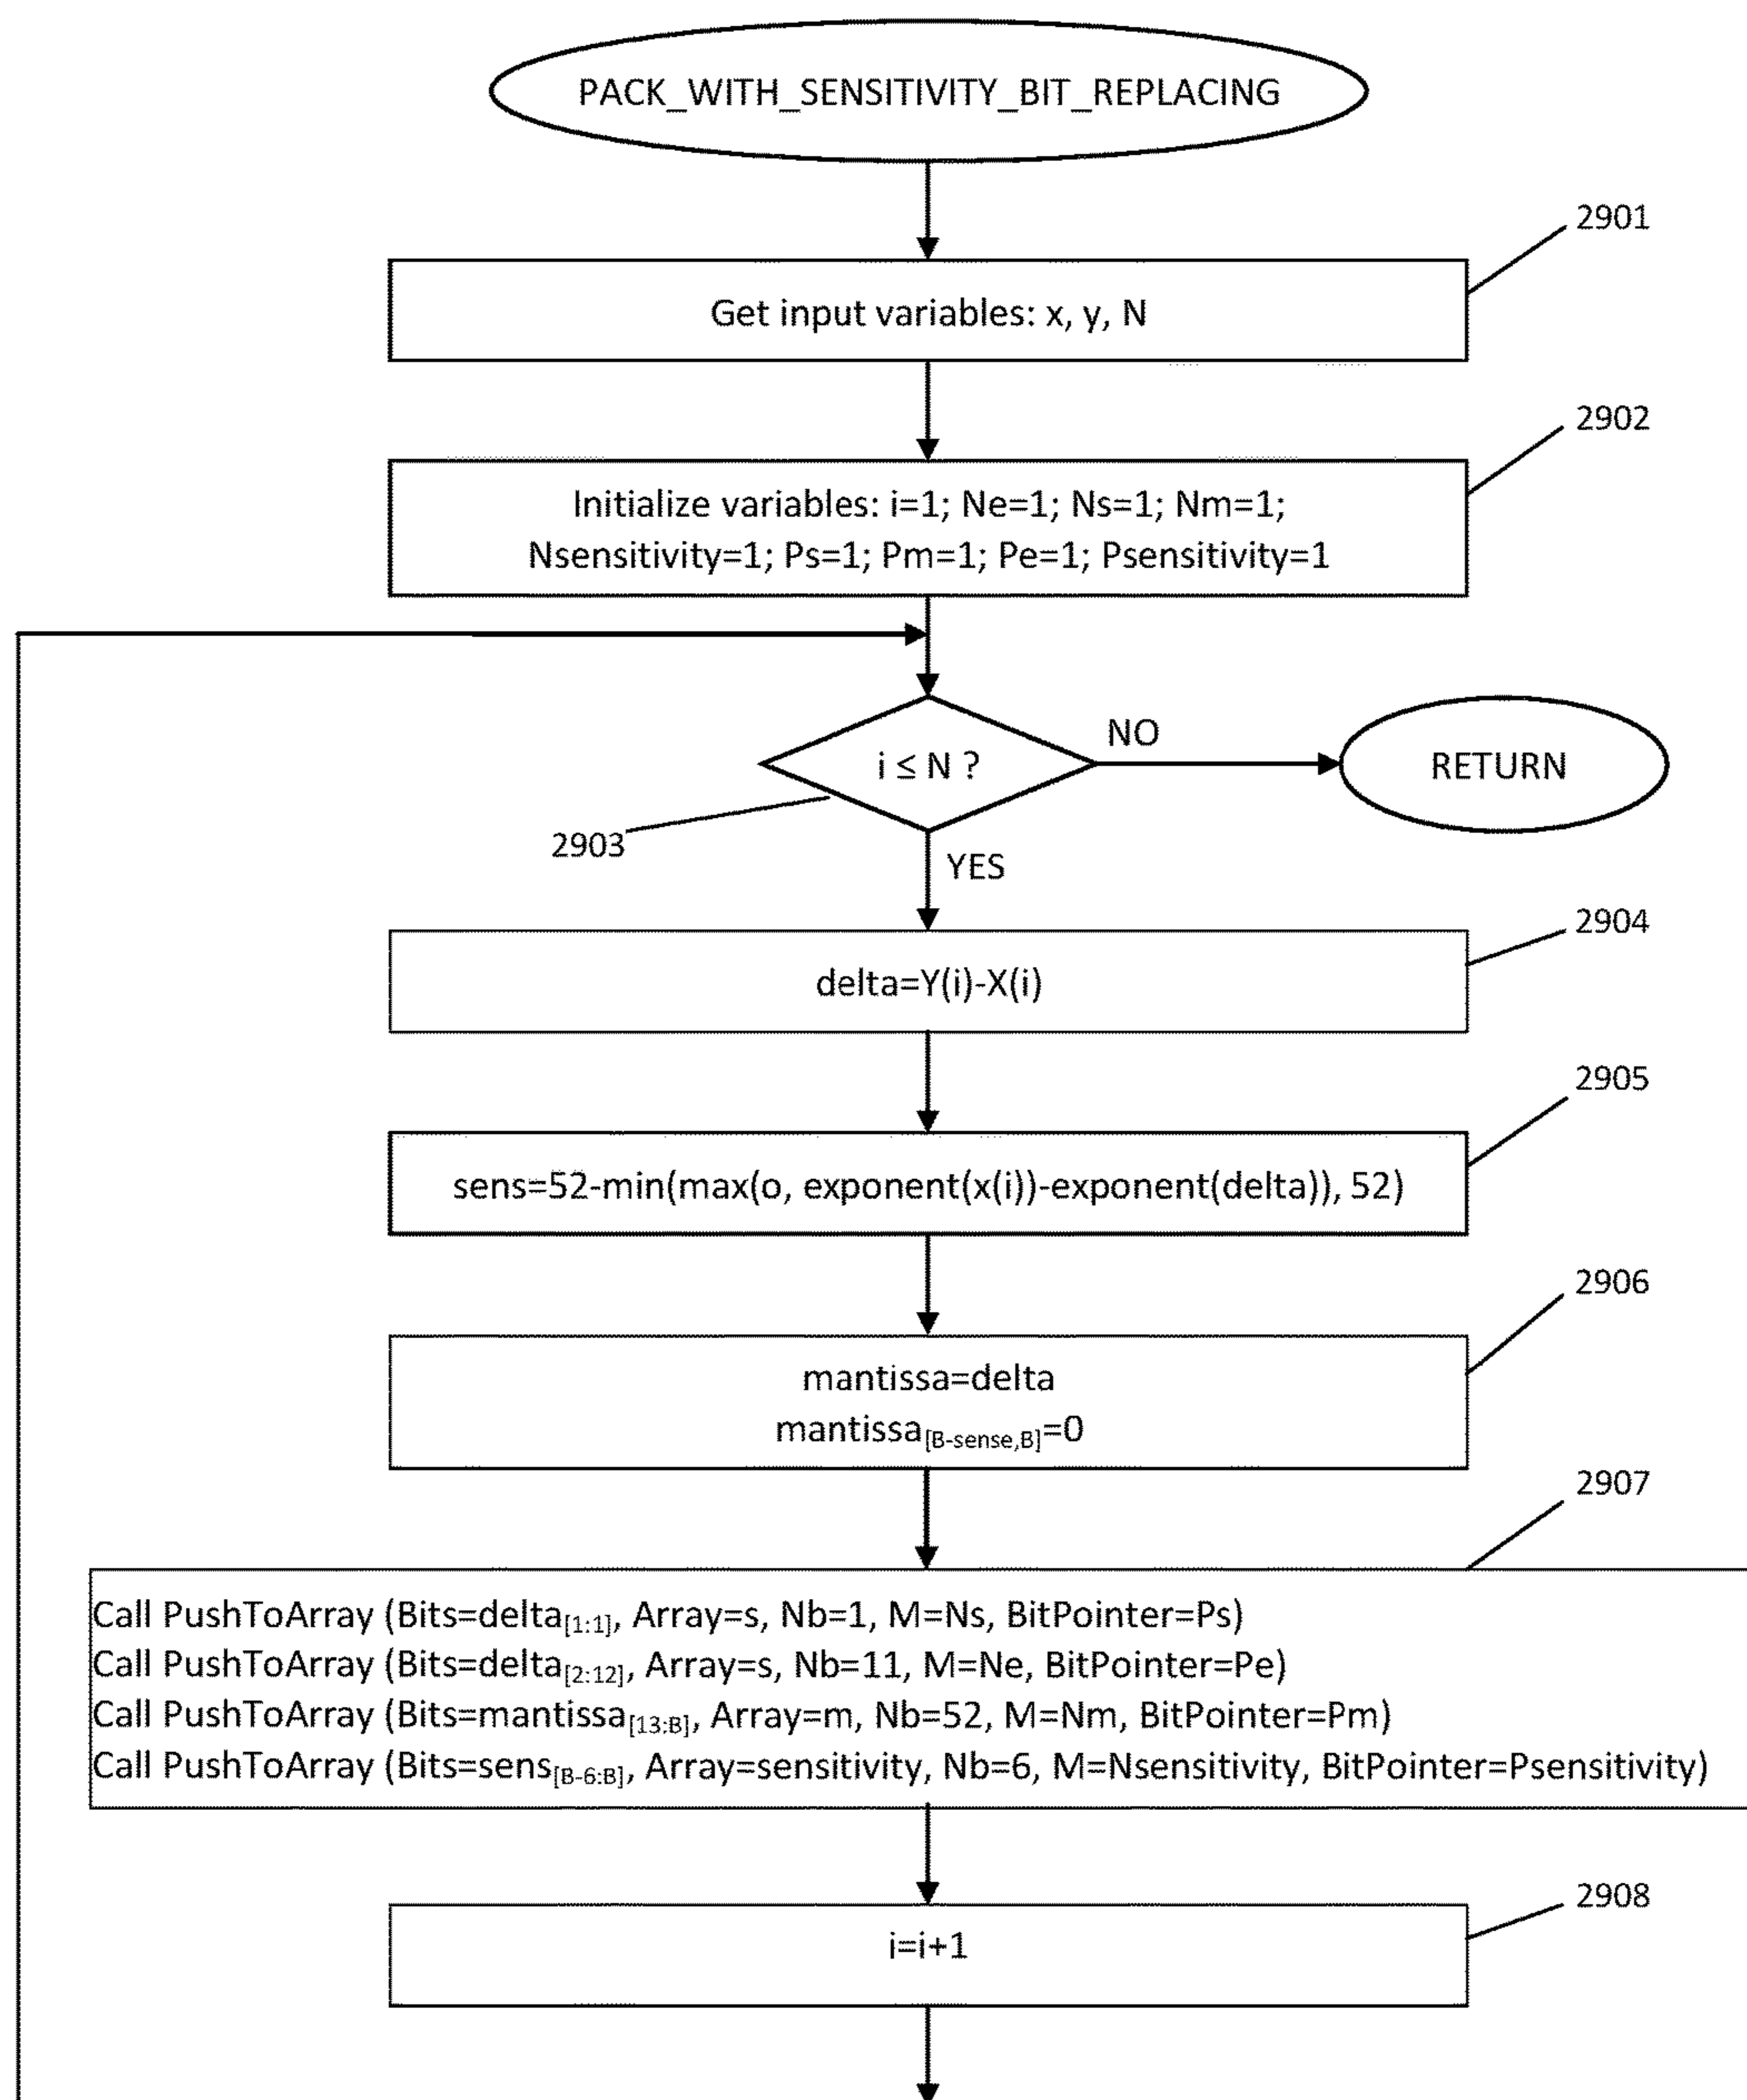 PACK_WITH_SENSITIVITY_BIT_REPLACING
2901
Get input variables: x, y, N
2902
Initialize variables: i=1; Ne=1; Ns=1; Nm=1;
Nsensitivity=1; Ps=1; Pm=1; Pe=1; Psensitivity=1
i ≤ N ?
NO
RETURN
2903
YES
2904
delta=Y(i)-X(i)
2905
sens=52-min(max(o, exponent(x(i))-exponent(delta)), 52)
2906
mantissa=delta
mantissa[B-sense,B]=0
2907
Call PushToArray (Bits=delta[1:1], Array=s, Nb=1, M=Ns, BitPointer=Ps)
Call PushToArray (Bits=delta[2:12], Array=s, Nb=11, M=Ne, BitPointer=Pe)
Call PushToArray (Bits=mantissa[13:B], Array=m, Nb=52, M=Nm, BitPointer=Pm)
Call PushToArray (Bits=sens[B-6:B], Array=sensitivity, Nb=6, M=Nsensitivity, BitPointer=Psensitivity)
2908
i=i+1